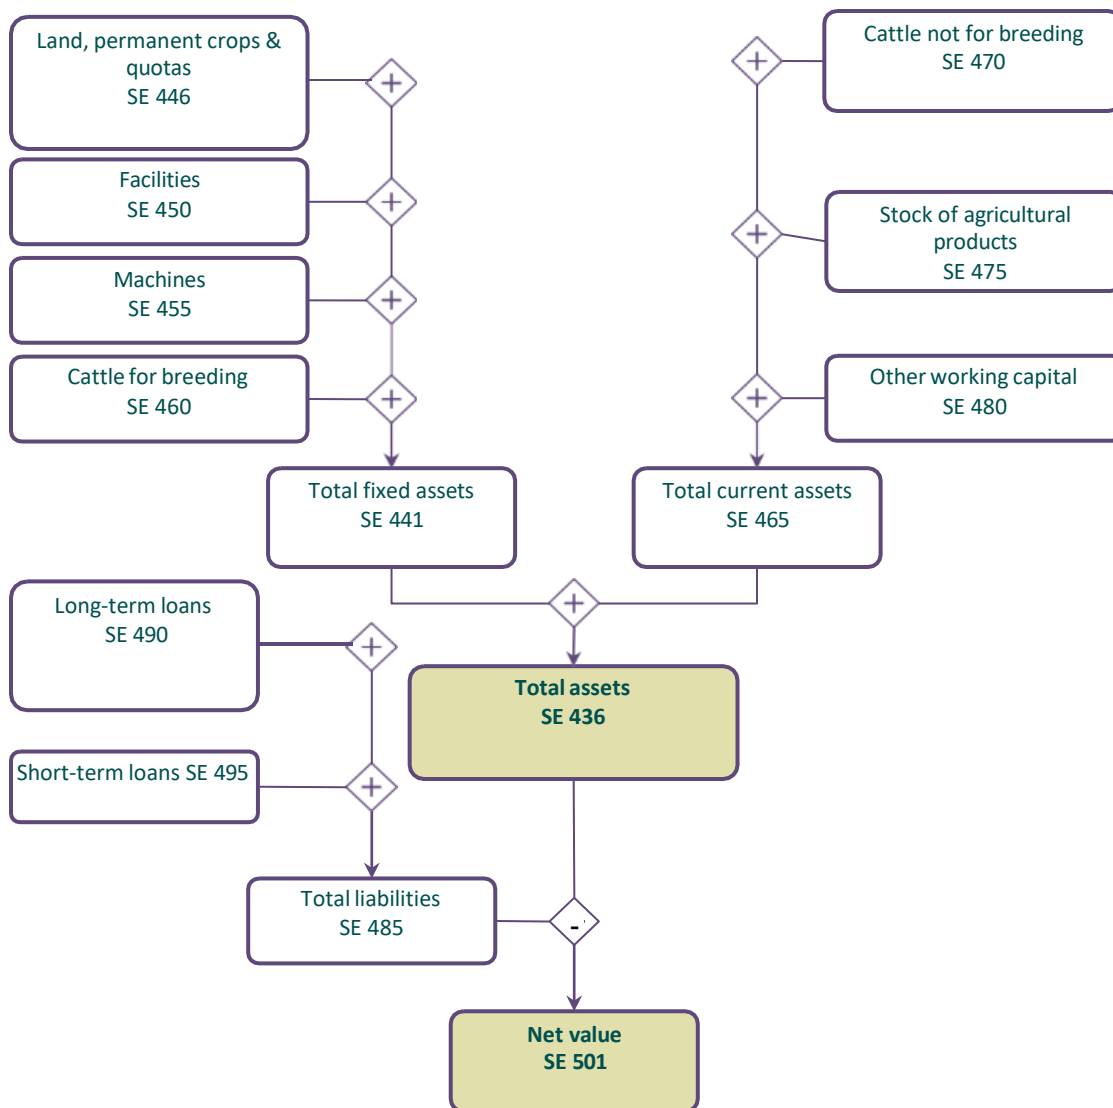 Land, permanent crops &
quotas
SE 446
Facilities
SE 450
Machines
SE 455
Cattle for breeding
SE 460
Cattle not for breeding
SE 470
Stock of agricultural
products
SE 475
Other working capital
SE 480
+
+
+
+
+
+
+
Total fixed assets
SE 441
Total current assets
SE 465
+
Long-term loans
SE 490
+
Short-term loans SE 495
+
Total assets
SE 436
Total liabilities
SE 485
-
Net value
SE 501